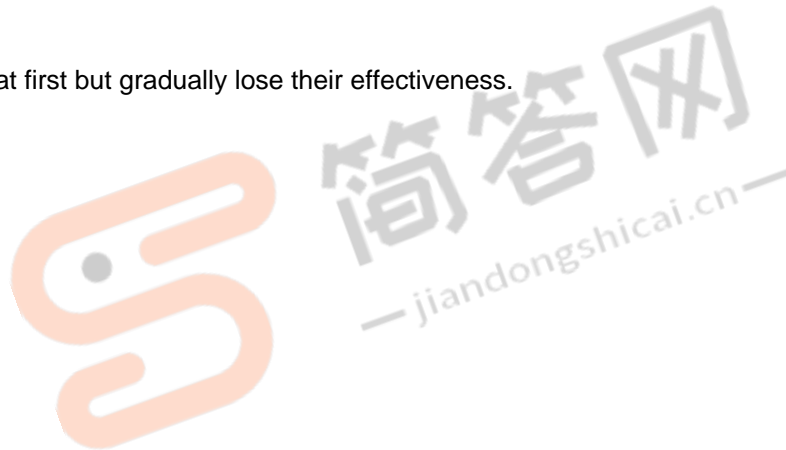 at first but gradually lose their effectiveness.
简答网
—jiandongshicai.cn—